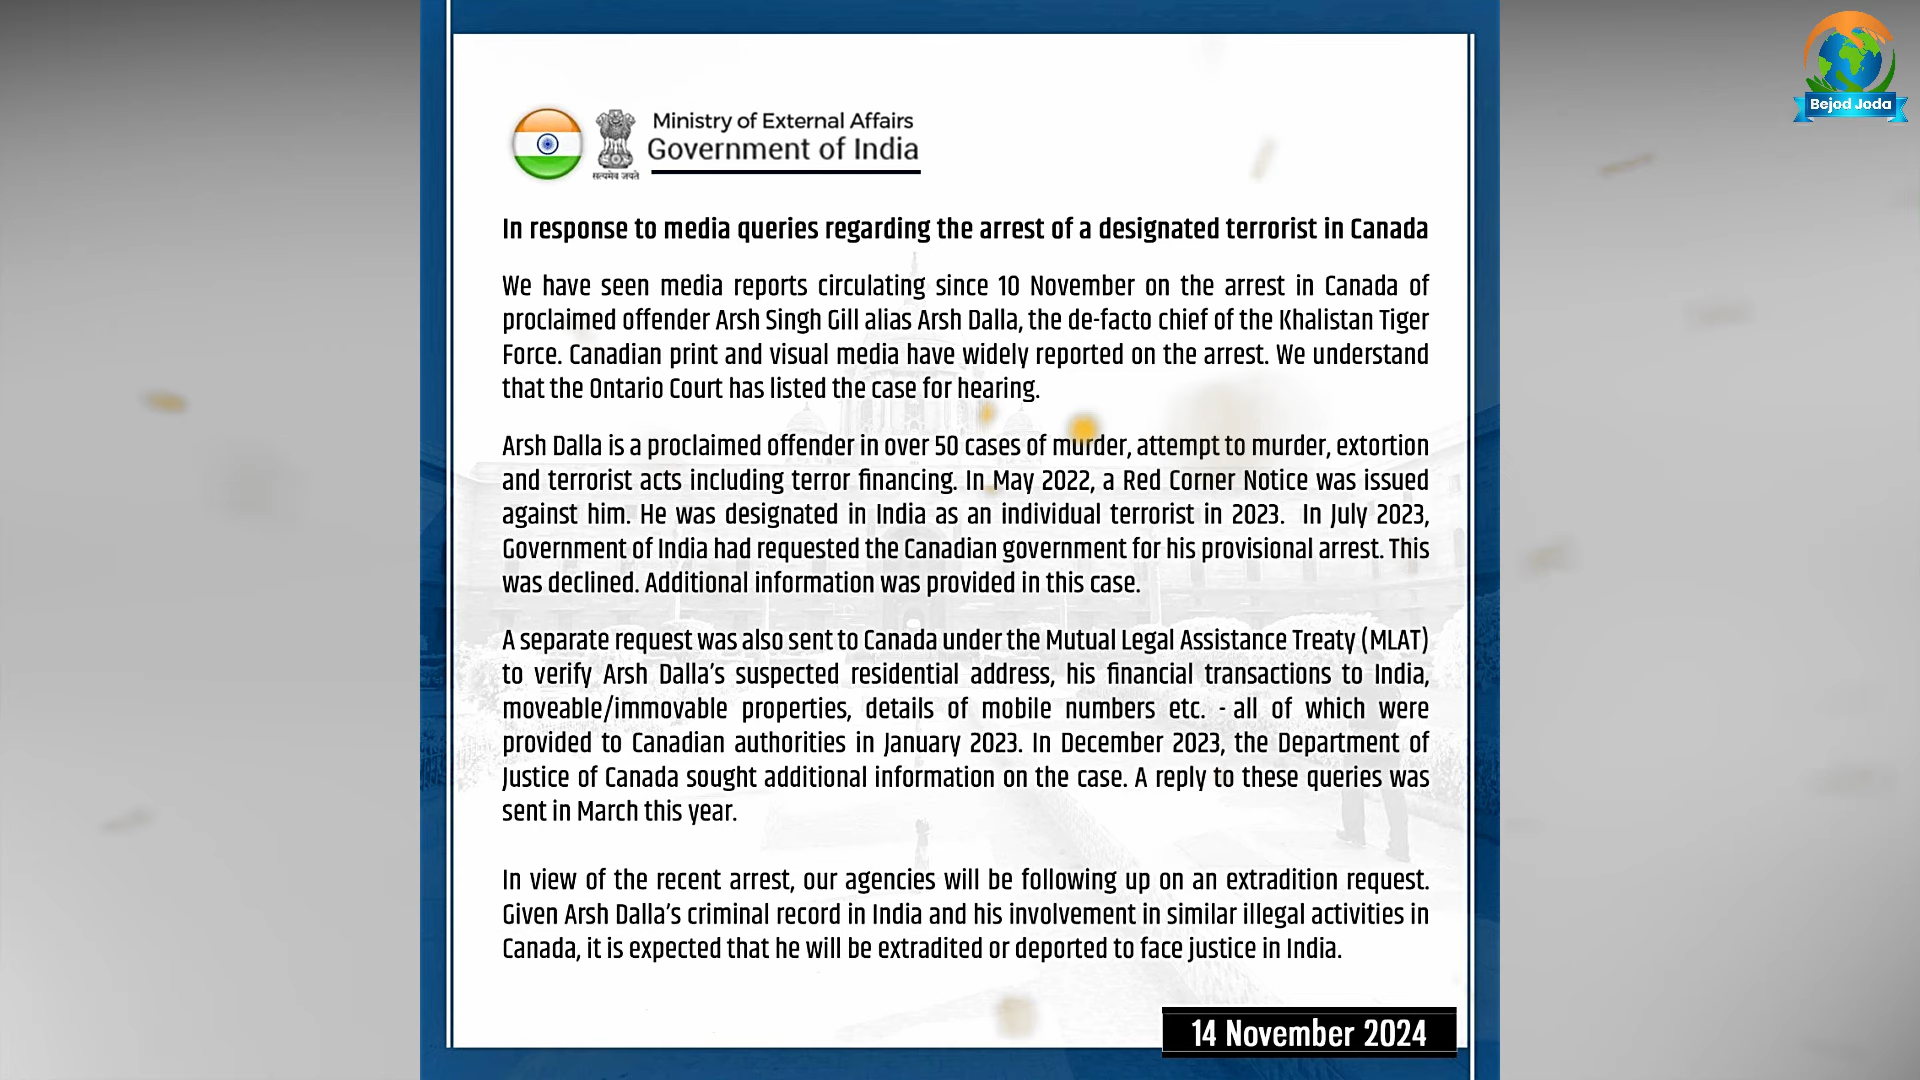 Bejod Joda
Ministry of External Affairs
Government of India
सत्यमेव जयते
In response to media queries regarding the arrest of a designated terrorist in Canada
We have seen media reports circulating since 10 November on the arrest in Canada of
proclaimed offender Arsh Singh Gill alias Arsh Dalla, the de-facto chief of the Khalistan Tiger
Force. Canadian print and visual media have widely reported on the arrest. We understand
that the Ontario Court has listed the case for hearing.
Arsh Dalla is a proclaimed offender in over 50 cases of murder, attempt to murder, extortion
and terrorist acts including terror financing. In May 2022, a Red Corner Notice was issued
against him. He was designated in India as an individual terrorist in 2023. In July 2023,
Government of India had requested the Canadian government for his provisional arrest. This
was declined. Additional information was provided in this case.
A separate request was also sent to Canada under the Mutual Legal Assistance Treaty (MLAT)
to verify Arsh Dalla’s suspected residential address, his financial transactions to India,
moveable/immovable properties, details of mobile numbers etc. - all of which were
provided to Canadian authorities in January 2023. In December 2023, the Department of
Justice of Canada sought additional information on the case. A reply to these queries was
sent in March this year.
In view of the recent arrest, our agencies will be following up on an extradition request.
Given Arsh Dalla’s criminal record in India and his involvement in similar illegal activities in
Canada, it is expected that he will be extradited or deported to face justice in India.
14 November 2024